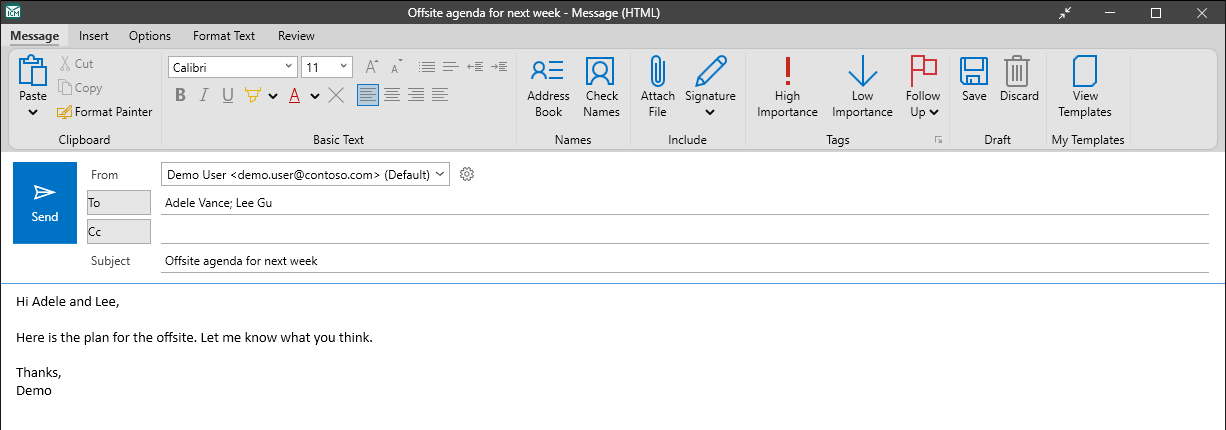 ICM
Offsite agenda for next week - Message (HTML)
Message Insert Options Format Text Review
Paste
Cut
Copy
Format Painter
Clipboard
Calibri 11
B I U A
Basic Text
Address Book
Check Names
Names
Attach File
Signature
Include
High Importance
Low Importance
Follow Up
Tags
Save
Discard
Draft
View Templates
My Templates
Send
From Demo User <demo.user@contoso.com> (Default)
To Adele Vance; Lee Gu
Cc
Subject Offsite agenda for next week
Hi Adele and Lee,
Here is the plan for the offsite. Let me know what you think.
Thanks,
Demo